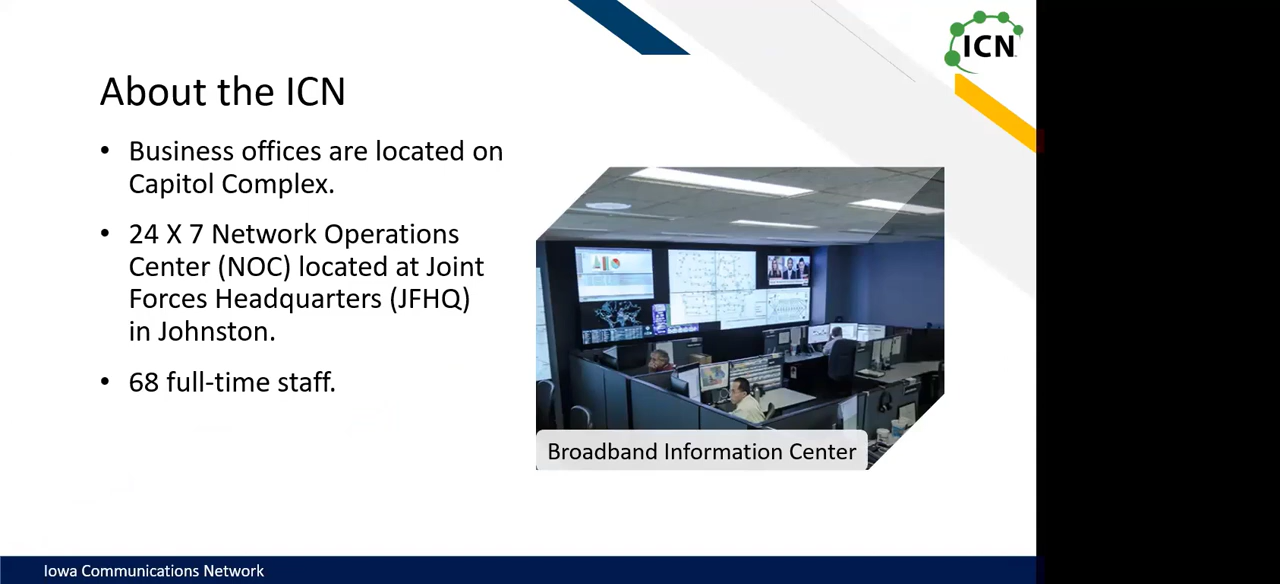 ICN
About the ICN
• Business offices are located on
Capitol Complex.
• 24 X 7 Network Operations
Center (NOC) located at Joint
Forces Headquarters (JFHQ)
in Johnston.
• 68 full-time staff.
Broadband Information Center
Iowa Communications Network